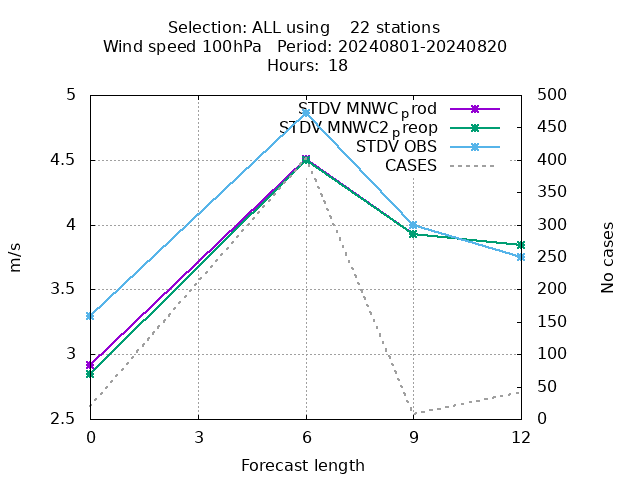 Selection: ALL using    22 stations
Wind speed 100hPa   Period: 20240801-20240820
Hours:  18
STDV MNWC_prod
STDV MNWC2_preop
STDV OBS
CASES
5
4.5
4
3.5
3
2.5
500
450
400
350
300
250
200
150
100
50
0
m/s
No cases
0 3 6 9 12
Forecast length